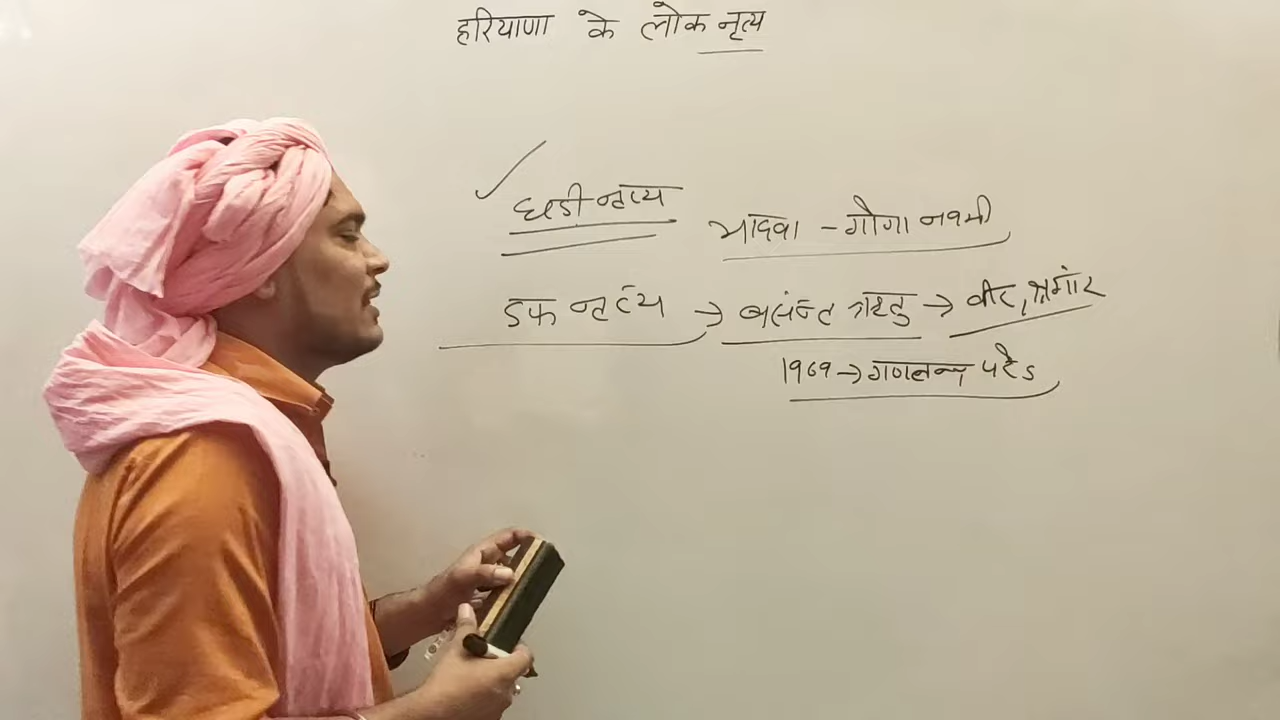 हरियाणा के लोक नृत्य
छडी नृत्य
भादवा - गोगा नवमी
डफ नृत्य → बसंत ऋतु → वीर, श्रृगांर
1969 → गणतन्त्र परेड